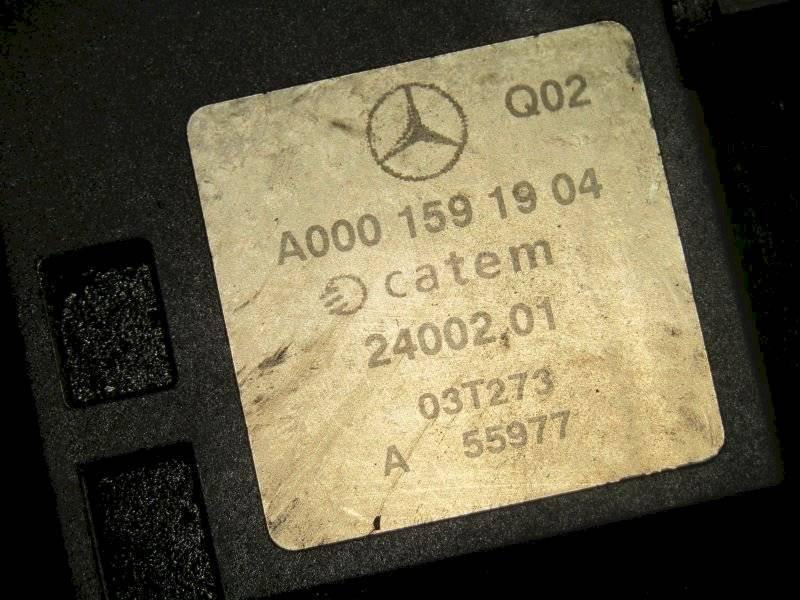 Q02
A000 159 19 04
catem
24002.01
03T273
A 55977